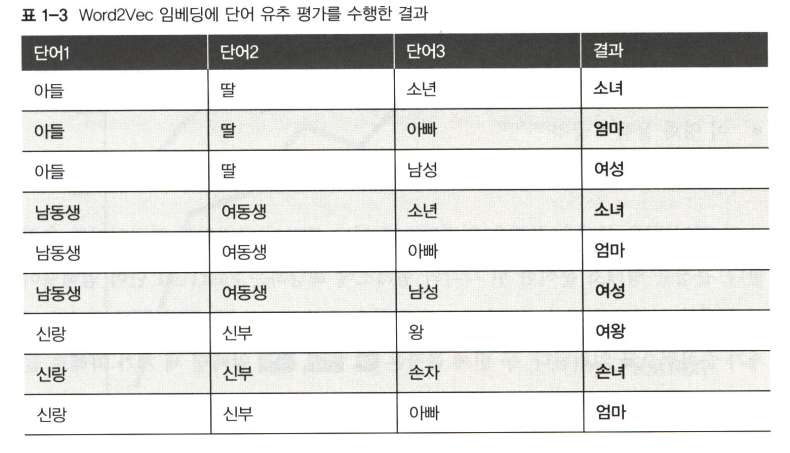 표 1-3 Word2Vec 임베딩에 단어 유추 평가를 수행한 결과
단어1 단어2 단어3 결과
아들 딸 소년 소녀
아들 딸 아빠 엄마
아들 딸 남성 여성
남동생 여동생 소년 소녀
남동생 여동생 아빠 엄마
남동생 여동생 남성 여성
신랑 신부 왕 여왕
신랑 신부 손자 손녀
신랑 신부 아빠 엄마